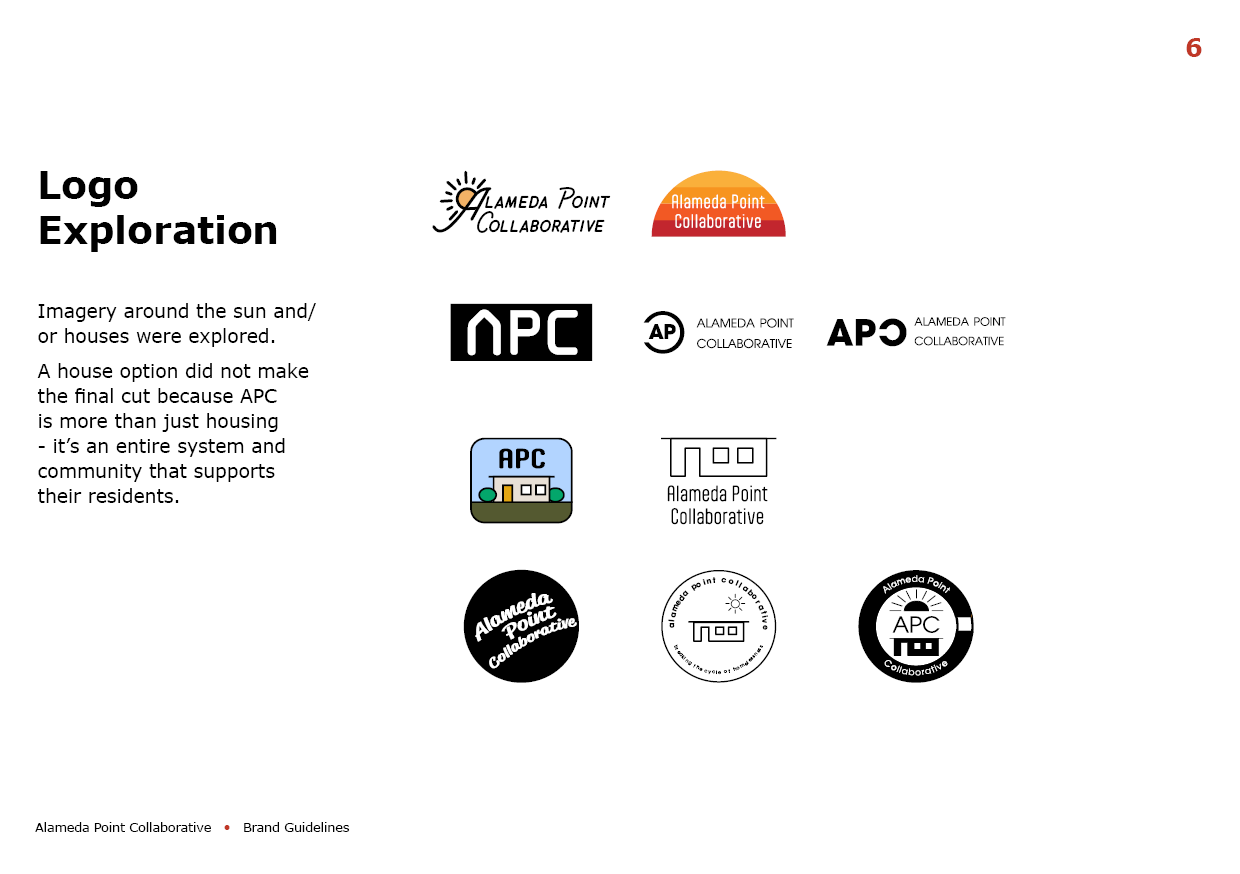 6
Logo
Exploration
Imagery around the sun and/
or houses were explored.
A house option did not make
the final cut because APC
is more than just housing
- it’s an entire system and
community that supports
their residents.
ALAMEDA POINT
COLLABORATIVE
Alameda Point
Collaborative
APC
AP
ALAMEDA POINT
COLLABORATIVE
APC
ALAMEDA POINT
COLLABORATIVE
APC
Alameda Point
Collaborative
Alameda
Point
Collaborative
alameda point collaborative
breaking the cycle of homelessness
Alameda Point
APC
Collaborative
Alameda Point Collaborative • Brand Guidelines